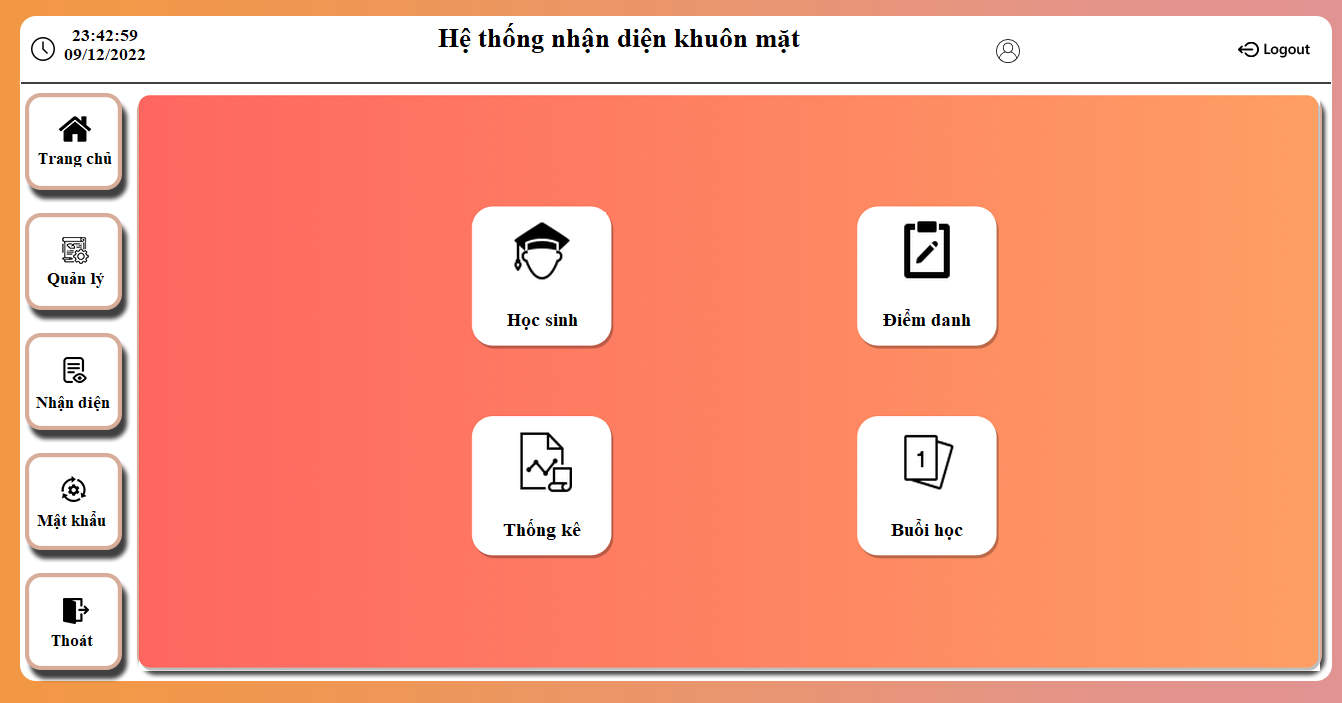 23:42:59
09/12/2022
Hệ thống nhận diện khuôn mặt
Logout
Trang chủ
Quản lý
Nhận diện
Mật khẩu
Thoát
Học sinh
Điểm danh
Thống kê
1
Buổi học